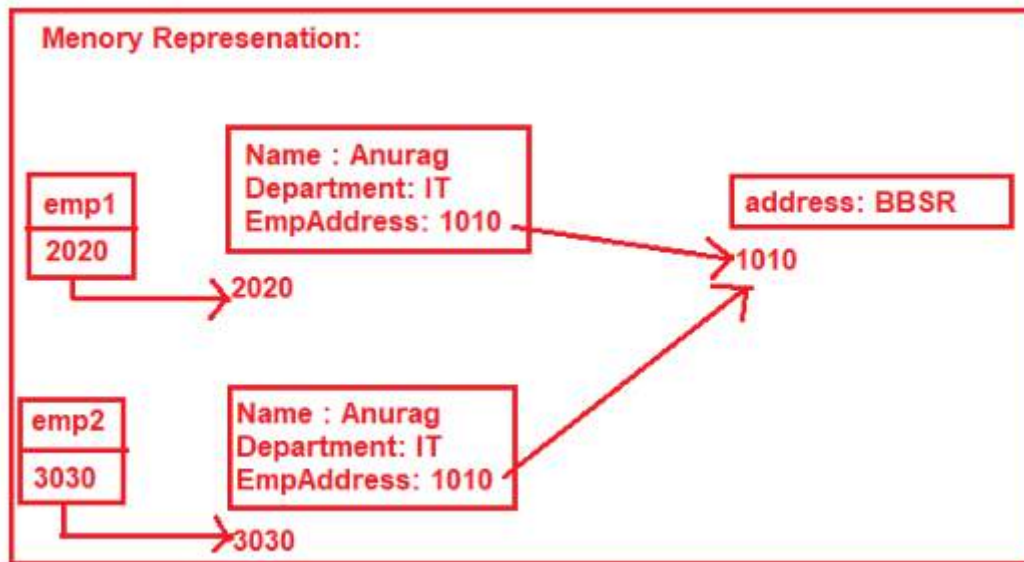 Menory Represenation:
Name : Anurag
Department: IT
EmpAddress: 1010
emp1
2020
2020
address: BBSR
1010
Name : Anurag
Department: IT
EmpAddress: 1010
emp2
3030
3030